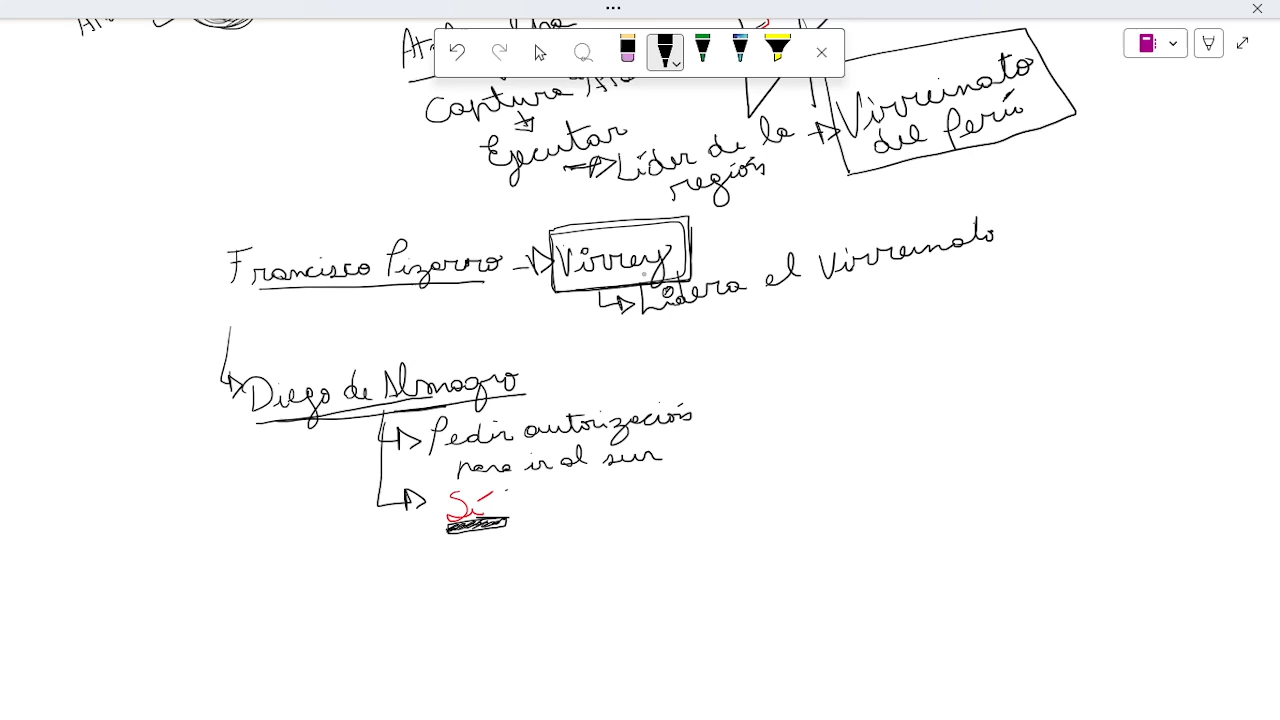 Captura
Ejecutar
Líder de la
región
Virreinato
del Perú
Francisco Pizarro
Virrey
Lidera el Virreinato
Diego de Almagro
Pedir autorización
para ir al sur
Sí